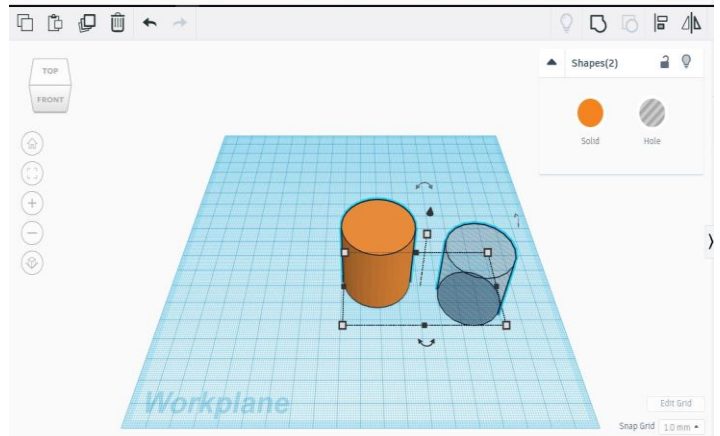 TOP
FRONT
Shapes(2)
Solid
Hole
Workplane
Edit Grid
Snap Grid 1.0 mm